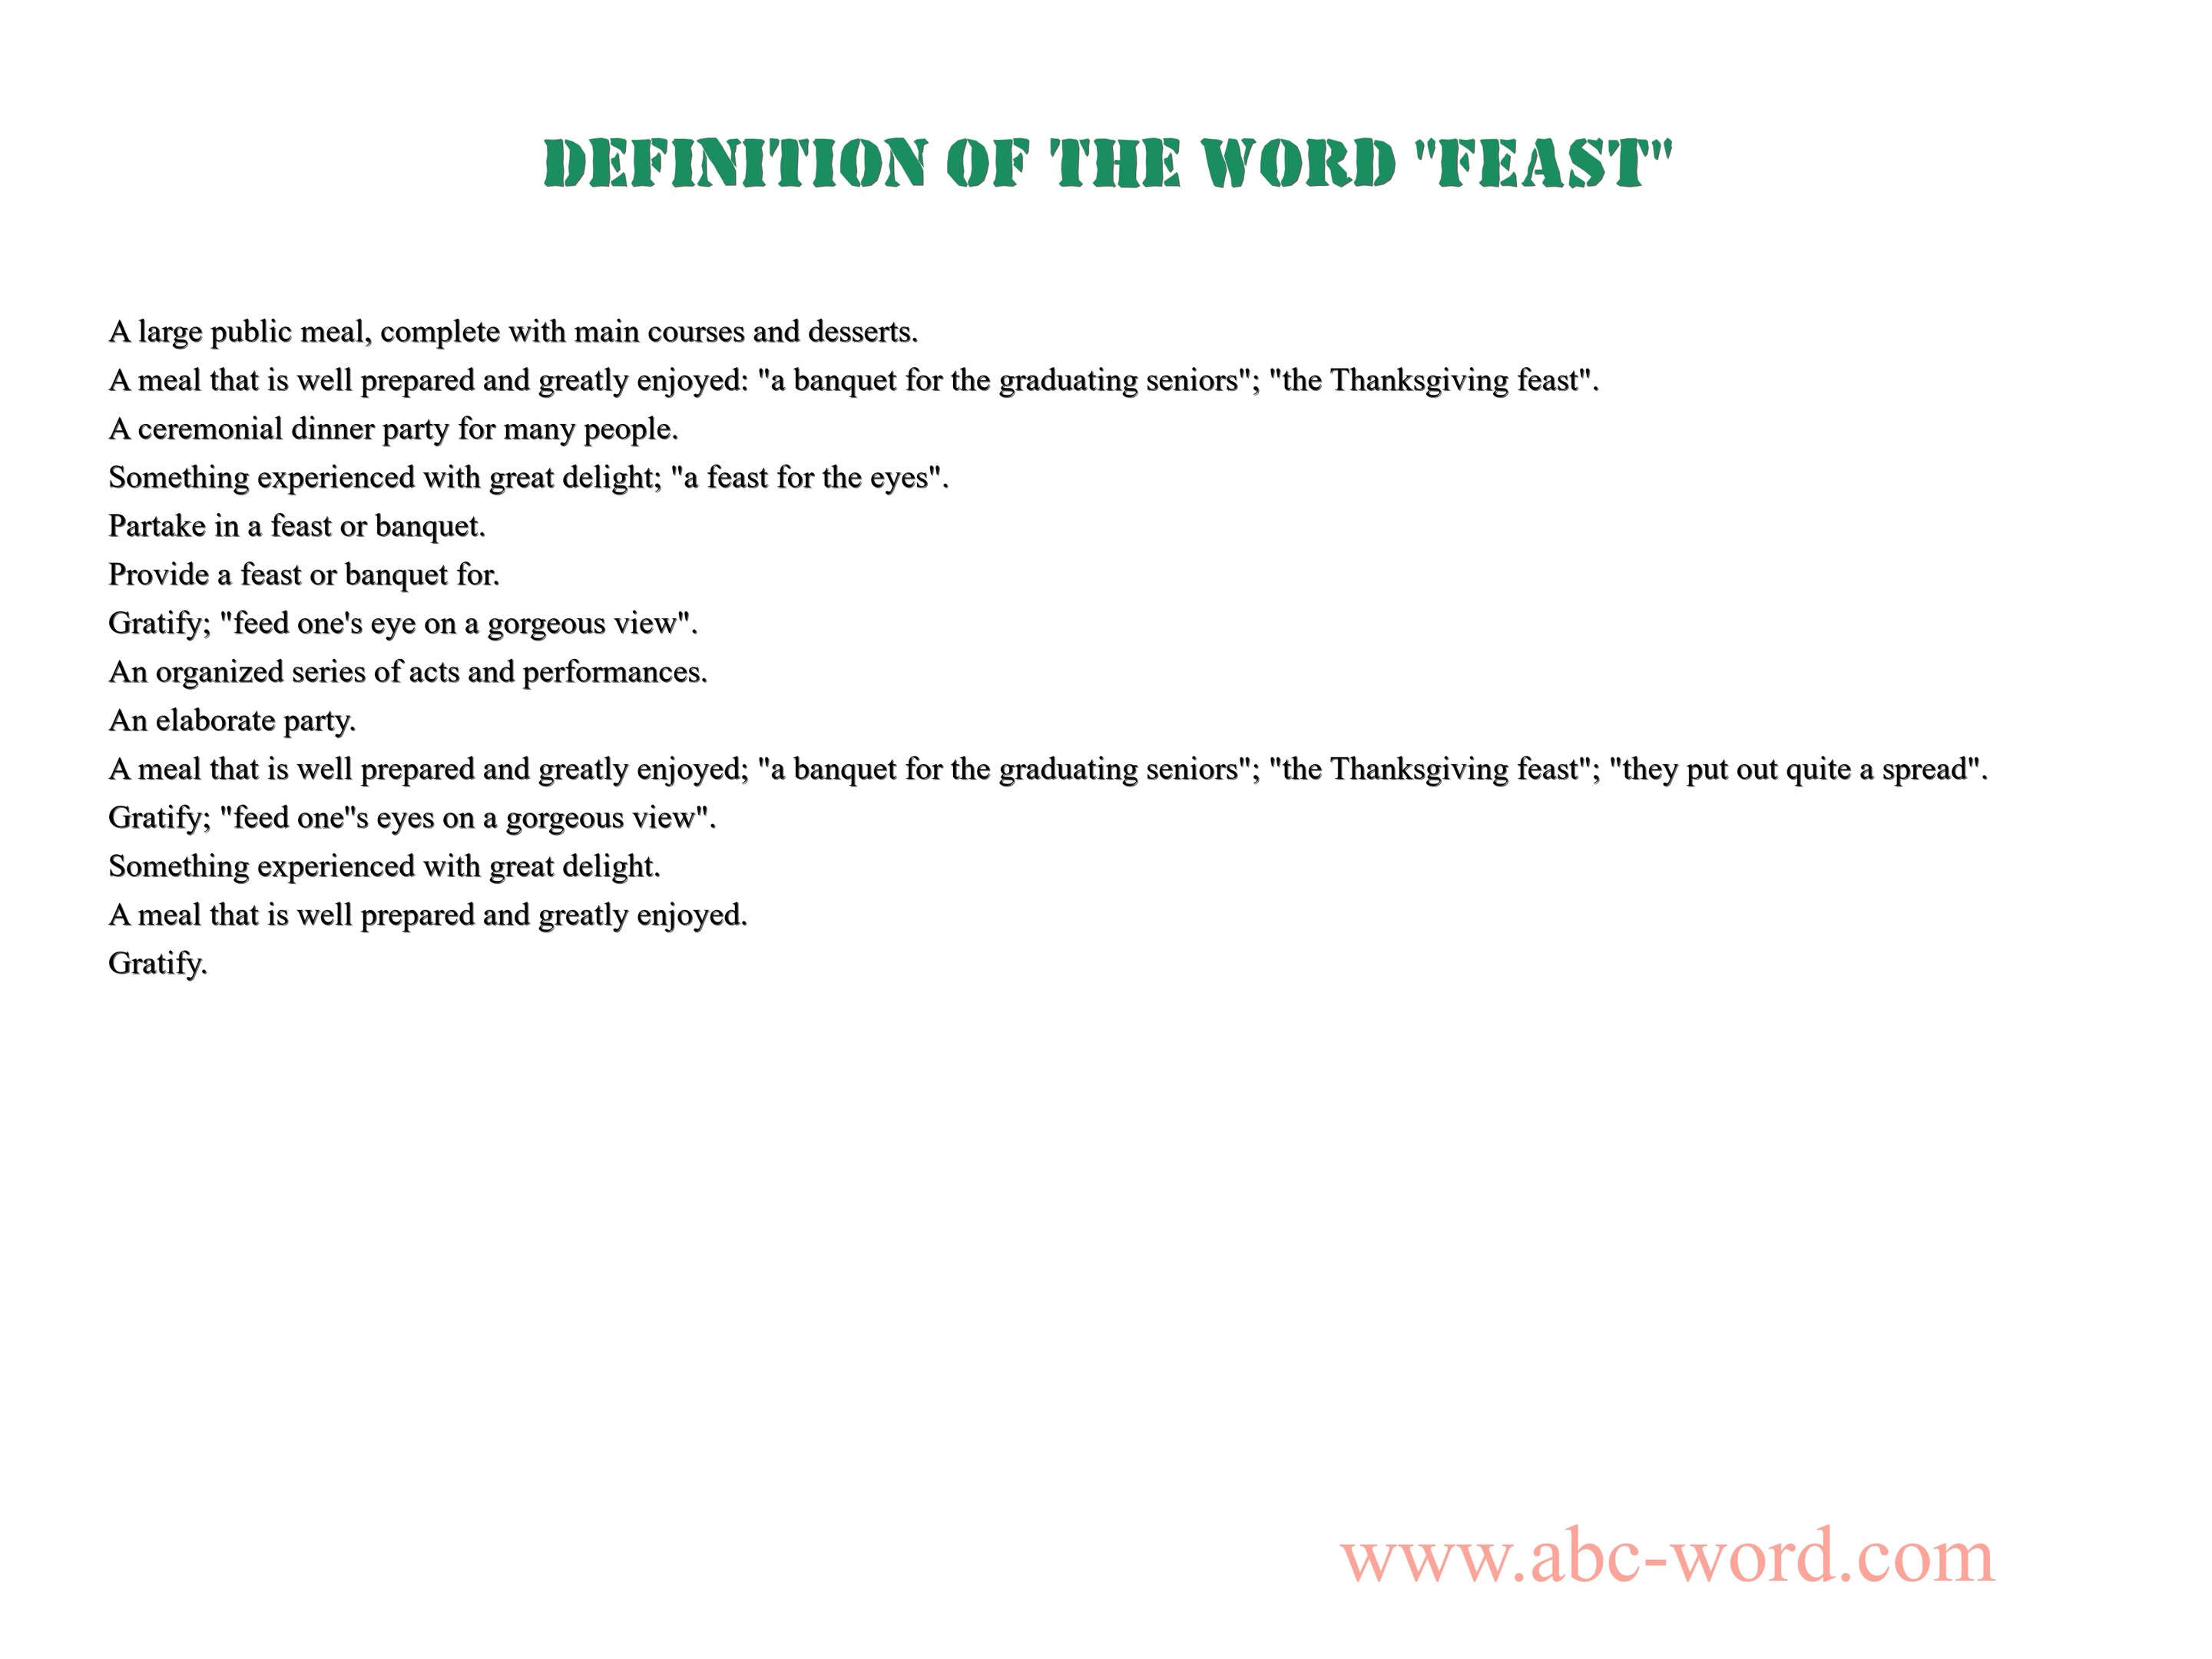 DEFINITION OF THE WORD "FEAST"
A large public meal, complete with main courses and desserts.
A meal that is well prepared and greatly enjoyed: "a banquet for the graduating seniors"; "the Thanksgiving feast".
A ceremonial dinner party for many people.
Something experienced with great delight; "a feast for the eyes".
Partake in a feast or banquet.
Provide a feast or banquet for.
Gratify; "feed one's eye on a gorgeous view".
An organized series of acts and performances.
An elaborate party.
A meal that is well prepared and greatly enjoyed; "a banquet for the graduating seniors"; "the Thanksgiving feast"; "they put out quite a spread".
Gratify; "feed one''s eyes on a gorgeous view".
Something experienced with great delight.
A meal that is well prepared and greatly enjoyed.
Gratify.
www.abc-word.com